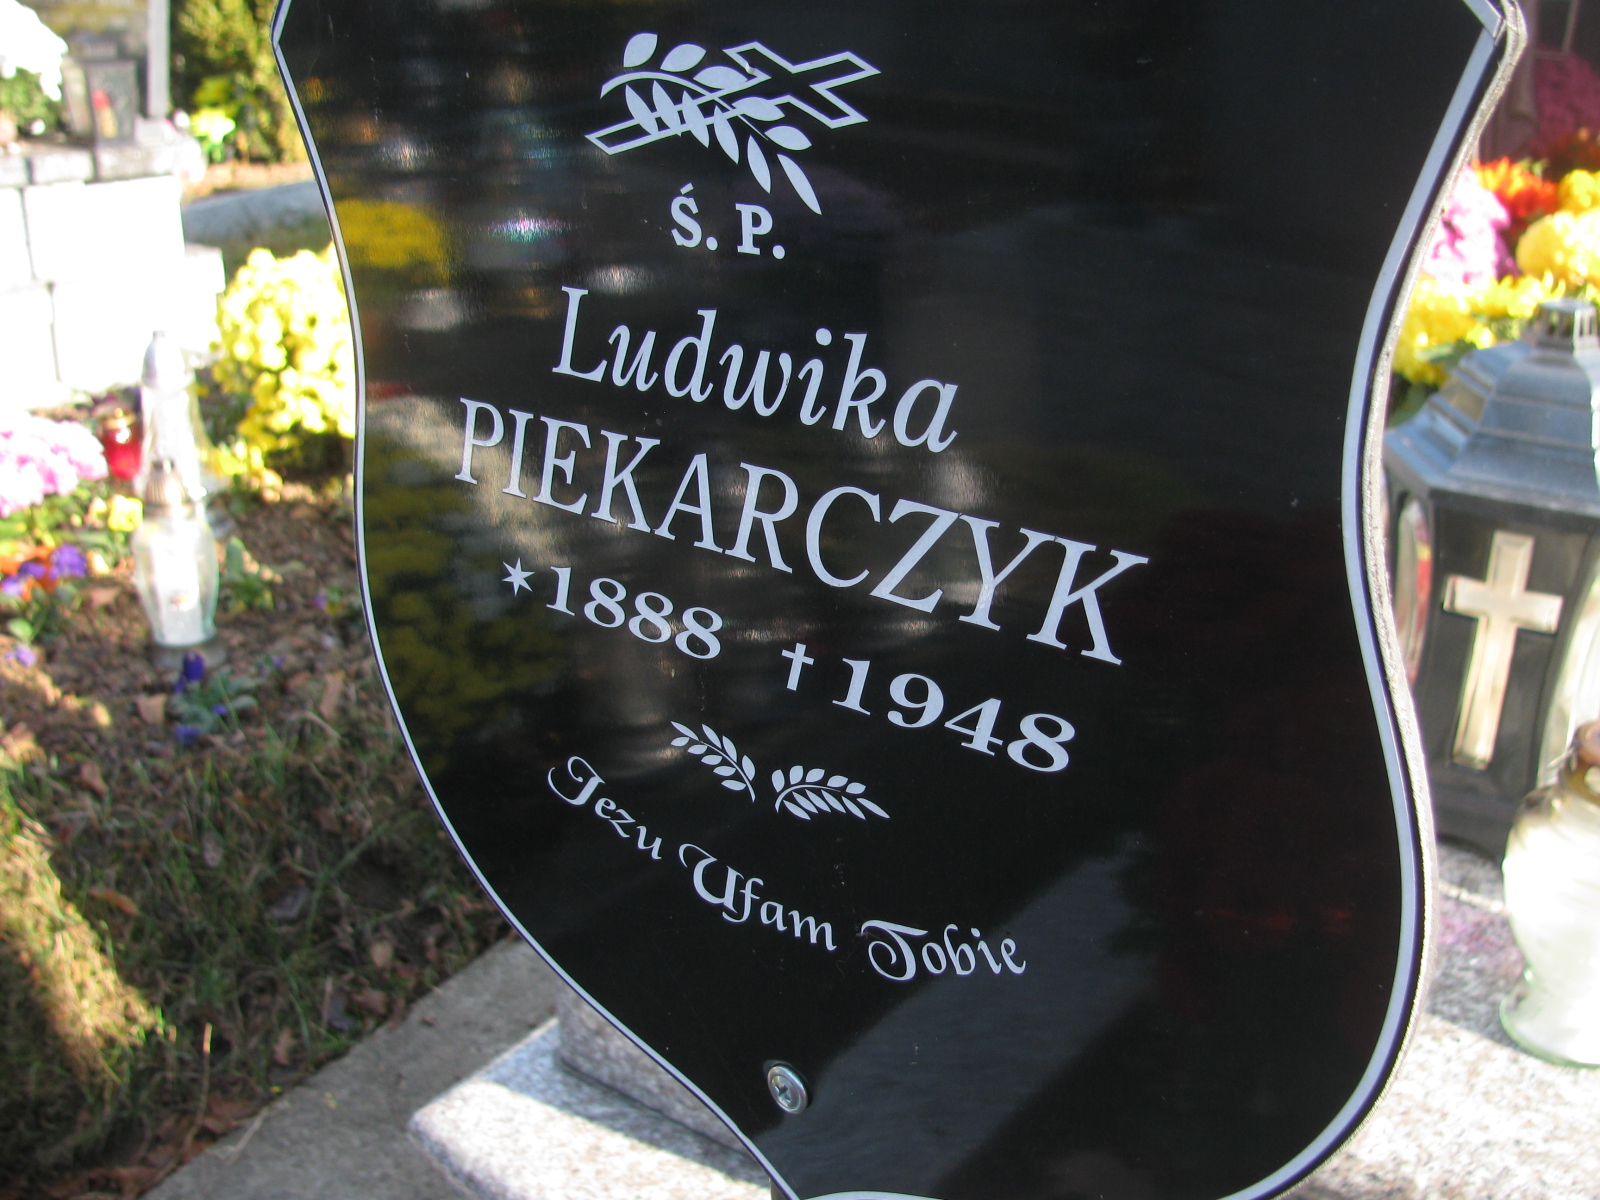 Ś. P.
Ludwika
PIEKARCZYK
*1888 †1948
Jezu Ufam Tobie